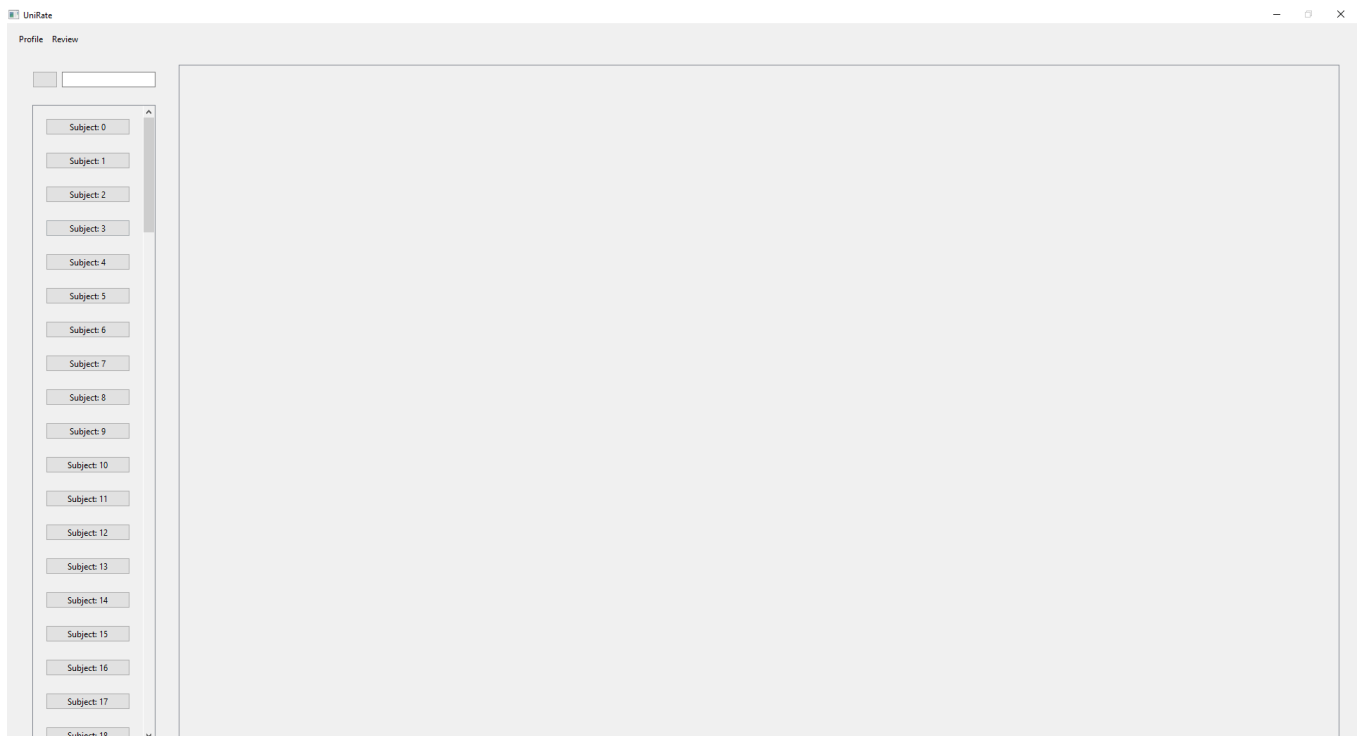 UniRate
Profile Review
Subject: 0
Subject: 1
Subject: 2
Subject: 3
Subject: 4
Subject: 5
Subject: 6
Subject: 7
Subject: 8
Subject: 9
Subject: 10
Subject: 11
Subject: 12
Subject: 13
Subject: 14
Subject: 15
Subject: 16
Subject: 17
Subject: 18